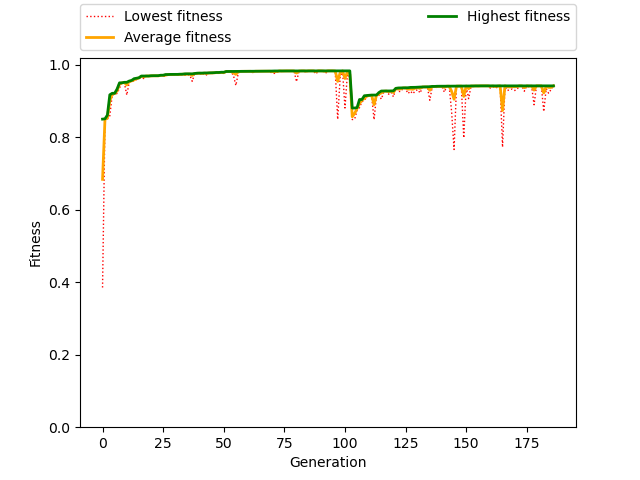 Lowest fitness
Average fitness
Highest fitness
1.0
0.8
0.6
0.4
0.2
0.0
Fitness
0 25 50 75 100 125 150 175
Generation